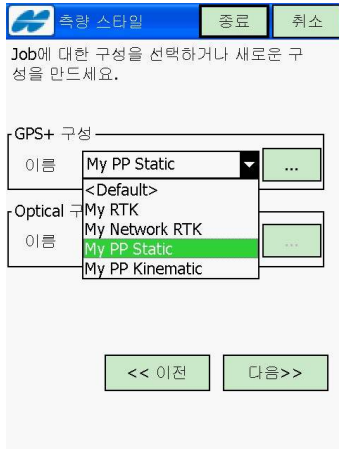 측량 스타일 종료 취소
Job에 대한 구성을 선택하거나 새로운 구
성을 만드세요.
GPS+ 구성
이름 My PP Static ...
<Default>
My RTK
My Network RTK
My PP Static
My PP Kinematic
Optical 구
이름 ...
<< 이전 다음>>